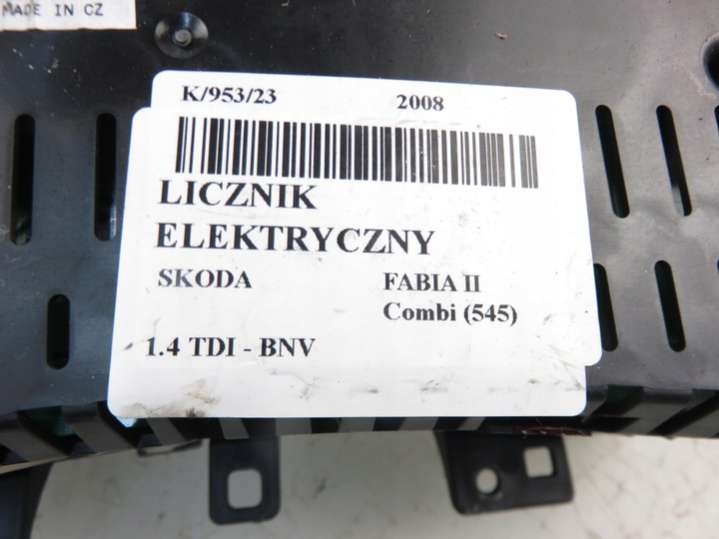 MADE IN CZ
K/953/23 2008
LICZNIK
ELEKTRYCZNY
SKODA FABIA II
Combi (545)
1.4 TDI - BNV